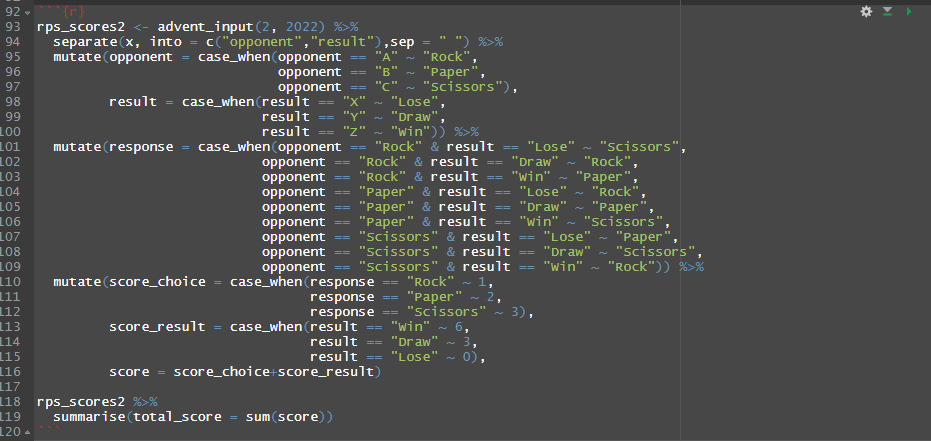 92 ```{r}
93 rps_scores2 <- advent_input(2, 2022) %>%
94 separate(x, into = c("opponent","result"),sep = " ") %>%
95 mutate(opponent = case_when(opponent == "A" ~ "Rock",
96 opponent == "B" ~ "Paper",
97 opponent == "C" ~ "Scissors"),
98 result = case_when(result == "X" ~ "Lose",
99 result == "Y" ~ "Draw",
100 result == "Z" ~ "Win")) %>%
101 mutate(response = case_when(opponent == "Rock" & result == "Lose" ~ "Scissors",
102 opponent == "Rock" & result == "Draw" ~ "Rock",
103 opponent == "Rock" & result == "Win" ~ "Paper",
104 opponent == "Paper" & result == "Lose" ~ "Rock",
105 opponent == "Paper" & result == "Draw" ~ "Paper",
106 opponent == "Paper" & result == "Win" ~ "Scissors",
107 opponent == "Scissors" & result == "Lose" ~ "Paper",
108 opponent == "Scissors" & result == "Draw" ~ "Scissors",
109 opponent == "Scissors" & result == "Win" ~ "Rock")) %>%
110 mutate(score_choice = case_when(response == "Rock" ~ 1,
111 response == "Paper" ~ 2,
112 response == "Scissors" ~ 3),
113 score_result = case_when(result == "Win" ~ 6,
114 result == "Draw" ~ 3,
115 result == "Lose" ~ 0),
116 score = score_choice+score_result)
117
118 rps_scores2 %>%
119 summarise(total_score = sum(score))
120 ```